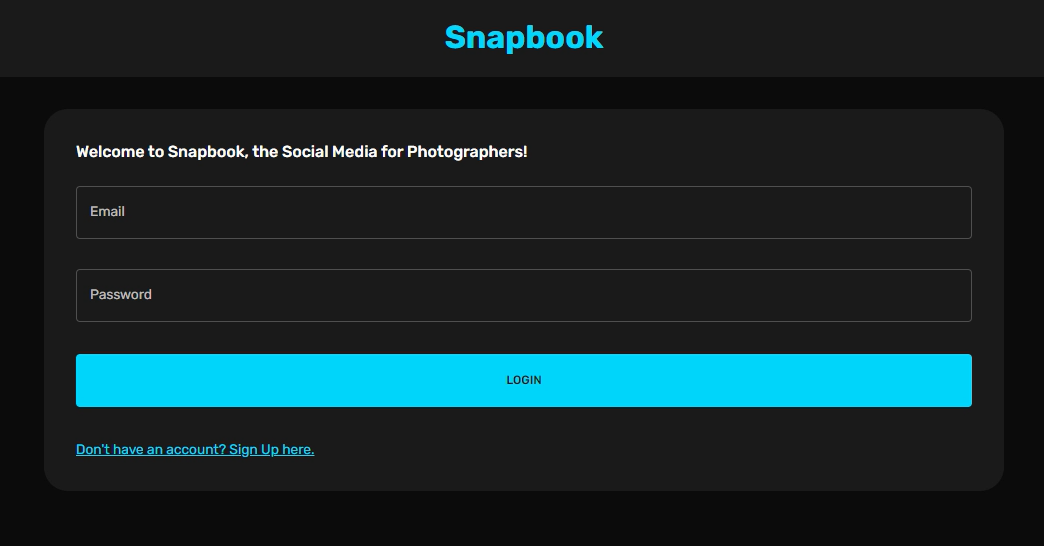 Snapbook
Welcome to Snapbook, the Social Media for Photographers!
Email
Password
LOGIN
Don't have an account? Sign Up here.